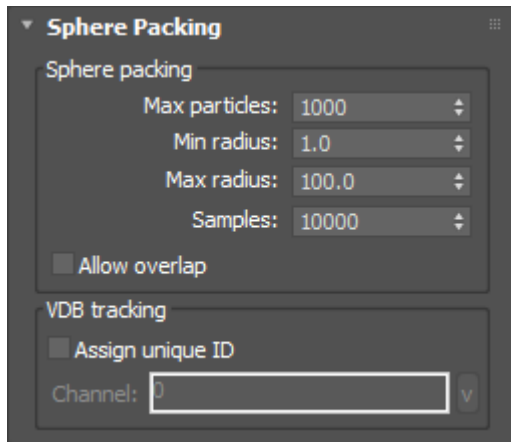 Sphere Packing
Sphere packing
Max particles: 1000
Min radius: 1.0
Max radius: 100.0
Samples: 10000
Allow overlap
VDB tracking
Assign unique ID
Channel: 0 v